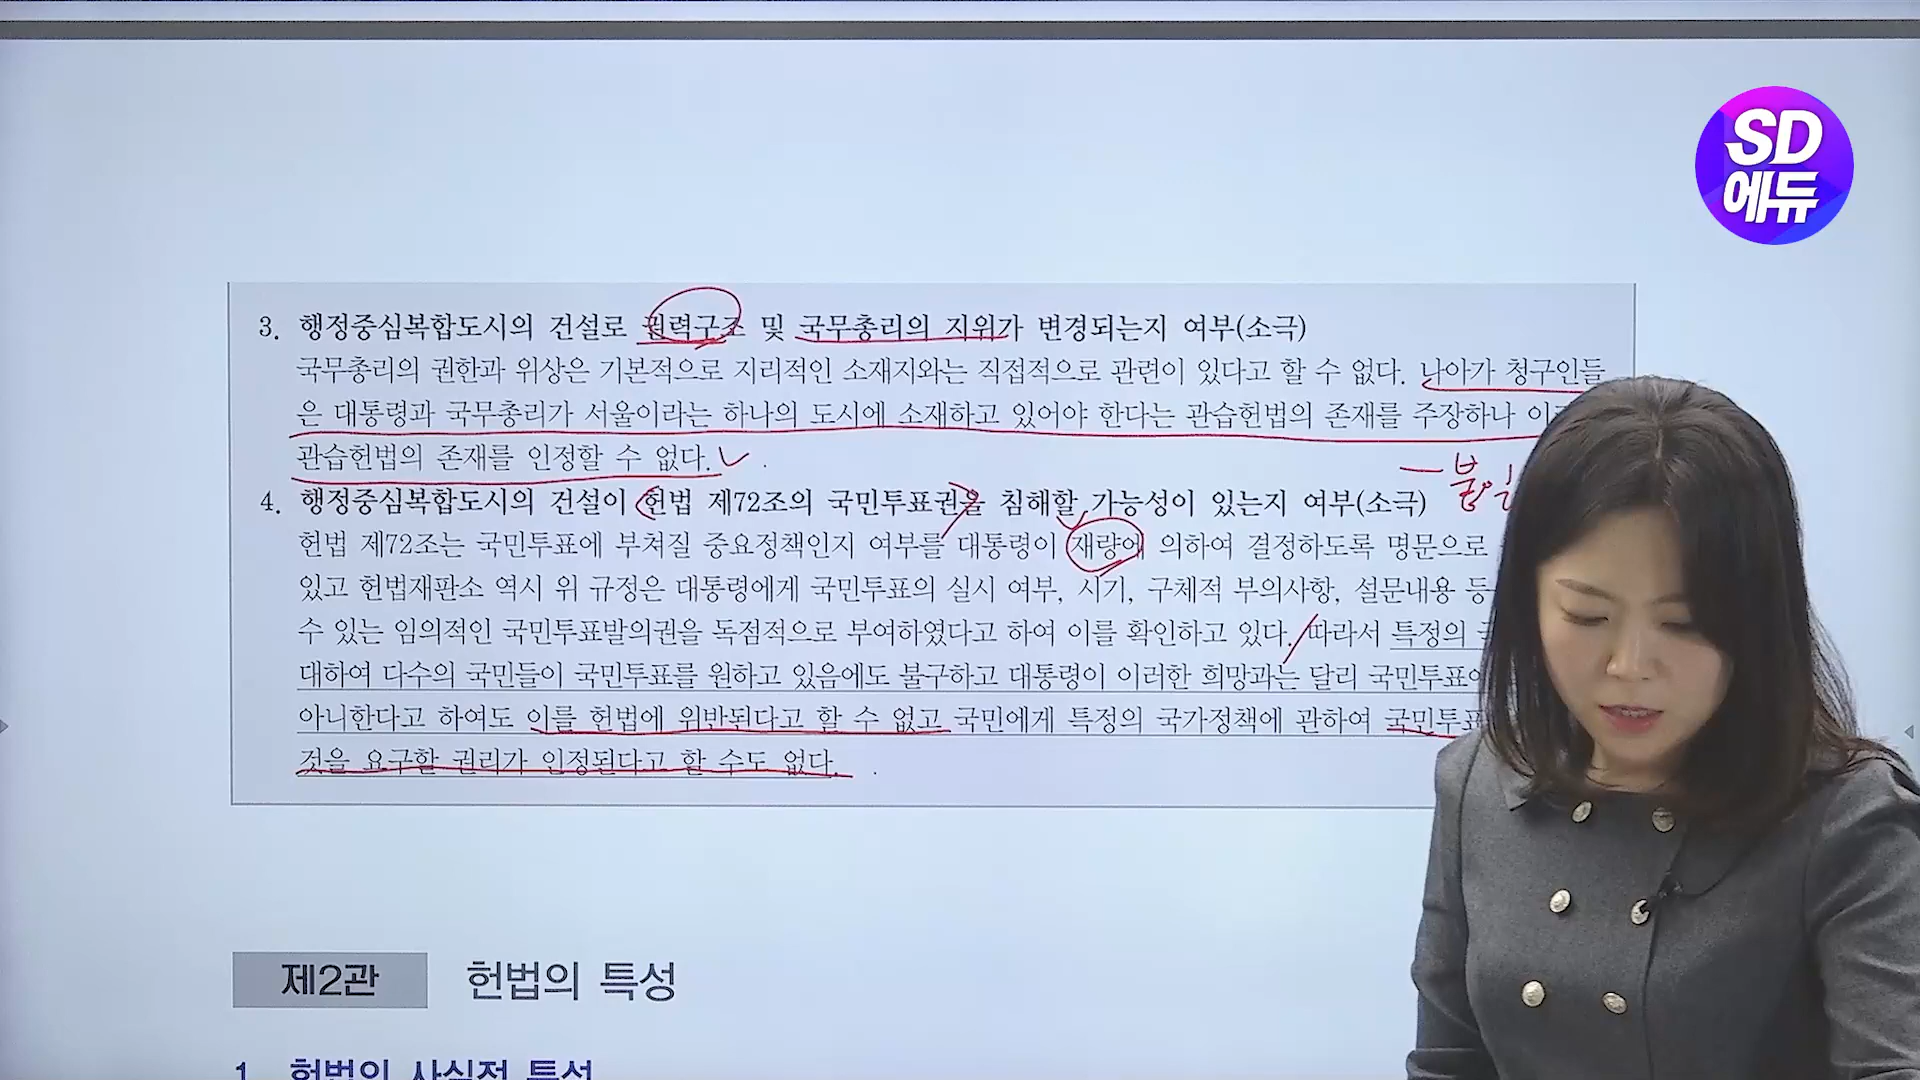 SD
에듀
3. 행정중심복합도시의 건설로 권력구조 및 국무총리의 지위가 변경되는지 여부(소극)
국무총리의 권한과 위상은 기본적으로 지리적인 소재지와는 직접적으로 관련이 있다고 할 수 없다. 나아가 청구인들
은 대통령과 국무총리가 서울이라는 하나의 도시에 소재하고 있어야 한다는 관습헌법의 존재를 주장하나
관습헌법의 존재를 인정할 수 없다.
4. 행정중심복합도시의 건설이 헌법 제72조의 국민투표권을 침해할 가능성이 있는지 여부(소극)
헌법 제72조는 국민투표에 부쳐질 중요정책인지 여부를 대통령이 재량에 의하여 결정하도록 명문으로
있고 헌법재판소 역시 위 규정은 대통령에게 국민투표의 실시 여부, 시기, 구체적 부의사항, 설문내용 등
수 있는 임의적인 국민투표발의권을 독점적으로 부여하였다고 하여 이를 확인하고 있다. 따라서 특정의
대하여 다수의 국민들이 국민투표를 원하고 있음에도 불구하고 대통령이 이러한 희망과는 달리
아니한다고 하여도 이를 헌법에 위반된다고 할 수 없고 국민에게 특정의 국가정책에 관하여
것을 요구할 권리가 인정된다고 할 수도 없다.
제2관 헌법의 특성
1 헌법의 사실적 특성